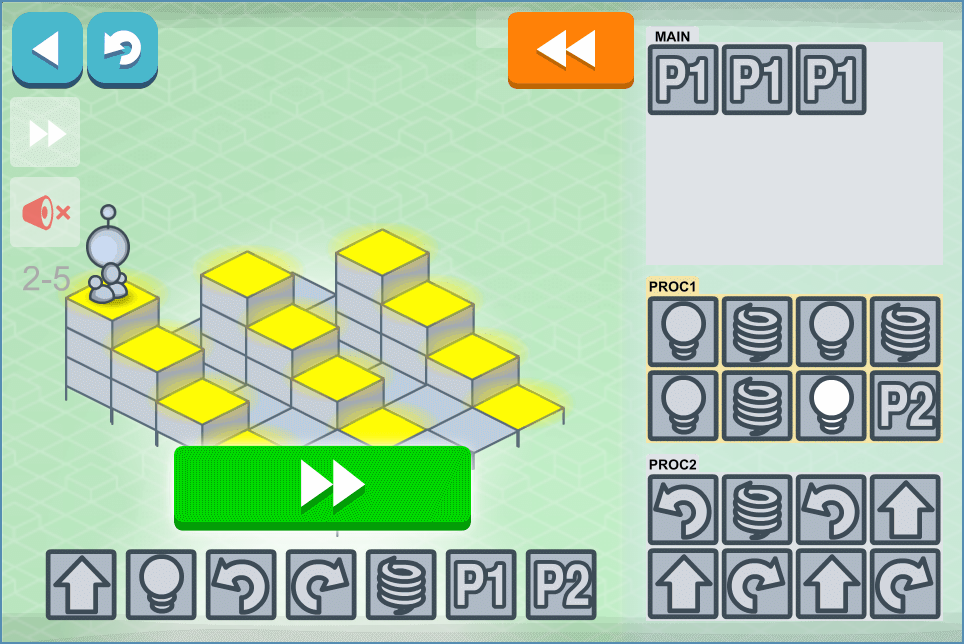 MAIN
P1 P1 P1
2-5
PROC1
P2
PROC2
P1 P2